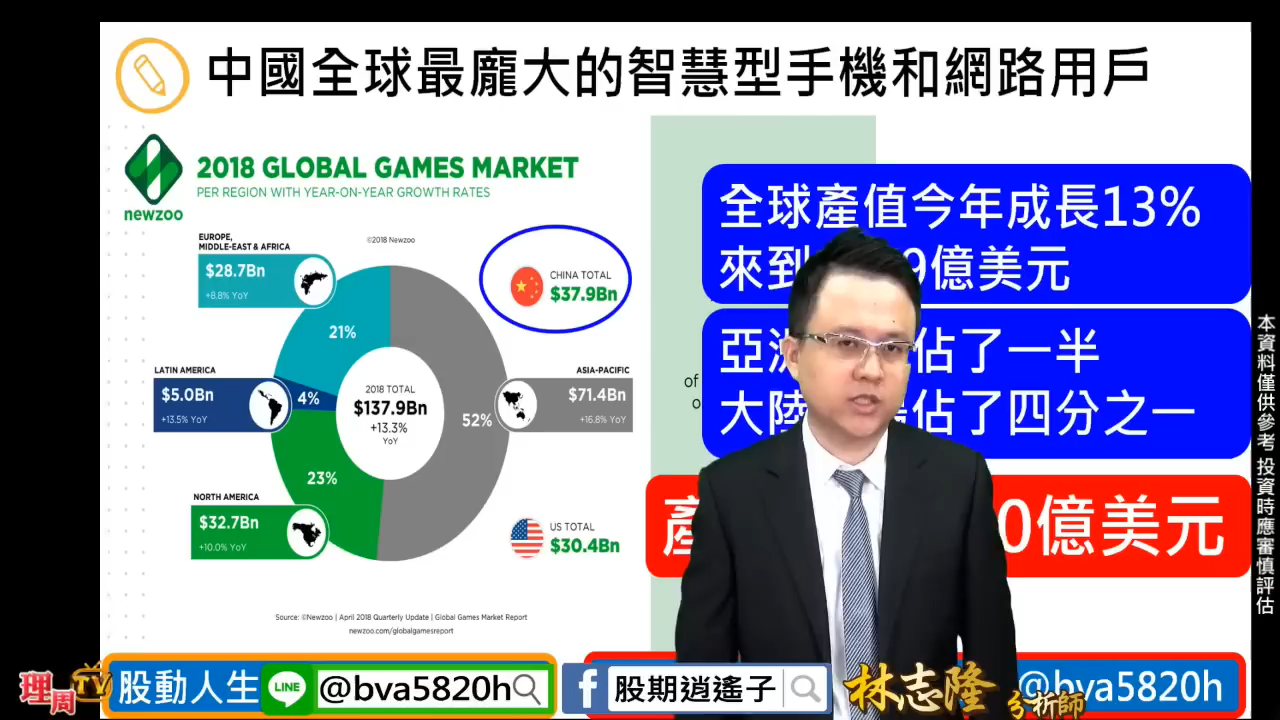 中國全球最龐大的智慧型手機和網路用戶
newzoo
2018 GLOBAL GAMES MARKET
PER REGION WITH YEAR-ON-YEAR GROWTH RATES
©2018 Newzoo
EUROPE,
MIDDLE-EAST & AFRICA
$28.7Bn
+8.8% YoY
21%
CHINA TOTAL
$37.9Bn
LATIN AMERICA
$5.0Bn
+13.5% YoY
4%
2018 TOTAL
$137.9Bn
+13.3%
YoY
52%
ASIA-PACIFIC
$71.4Bn
+16.8% YoY
23%
NORTH AMERICA
$32.7Bn
+10.0% YoY
US TOTAL
$30.4Bn
Source: ©Newzoo | April 2018 Quarterly Update | Global Games Market Report
newzoo.com/globalgamesreport
of
全球產值今年成長13%
來到 9億美元
亞 佔了一半
大陸 佔了四分之一
產 0億美元
本資料僅供參考 投資時應審慎評估
理周TV
股動人生
LINE
@bva5820h
f
股期逍遙子
林志隆 分析師
@bva5820h